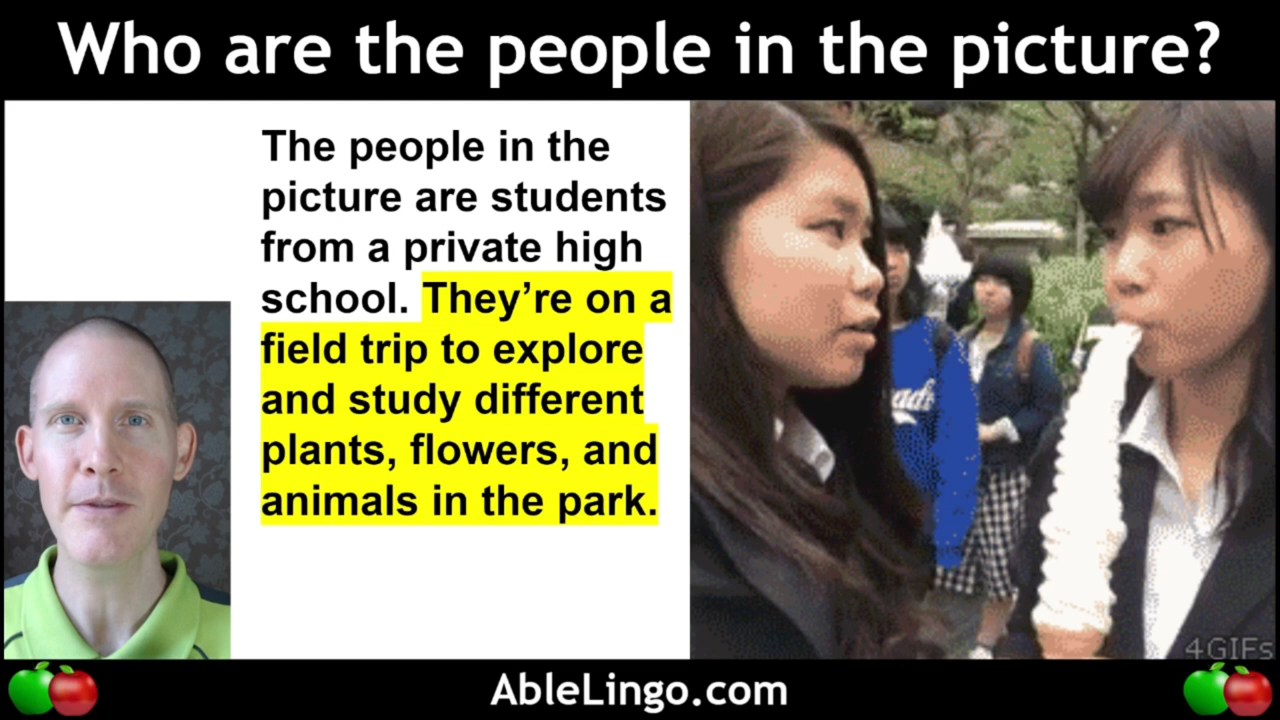 Who are the people in the picture?
The people in the
picture are students
from a private high
school. They’re on a
field trip to explore
and study different
plants, flowers, and
animals in the park.
4GIFs
AbleLingo.com